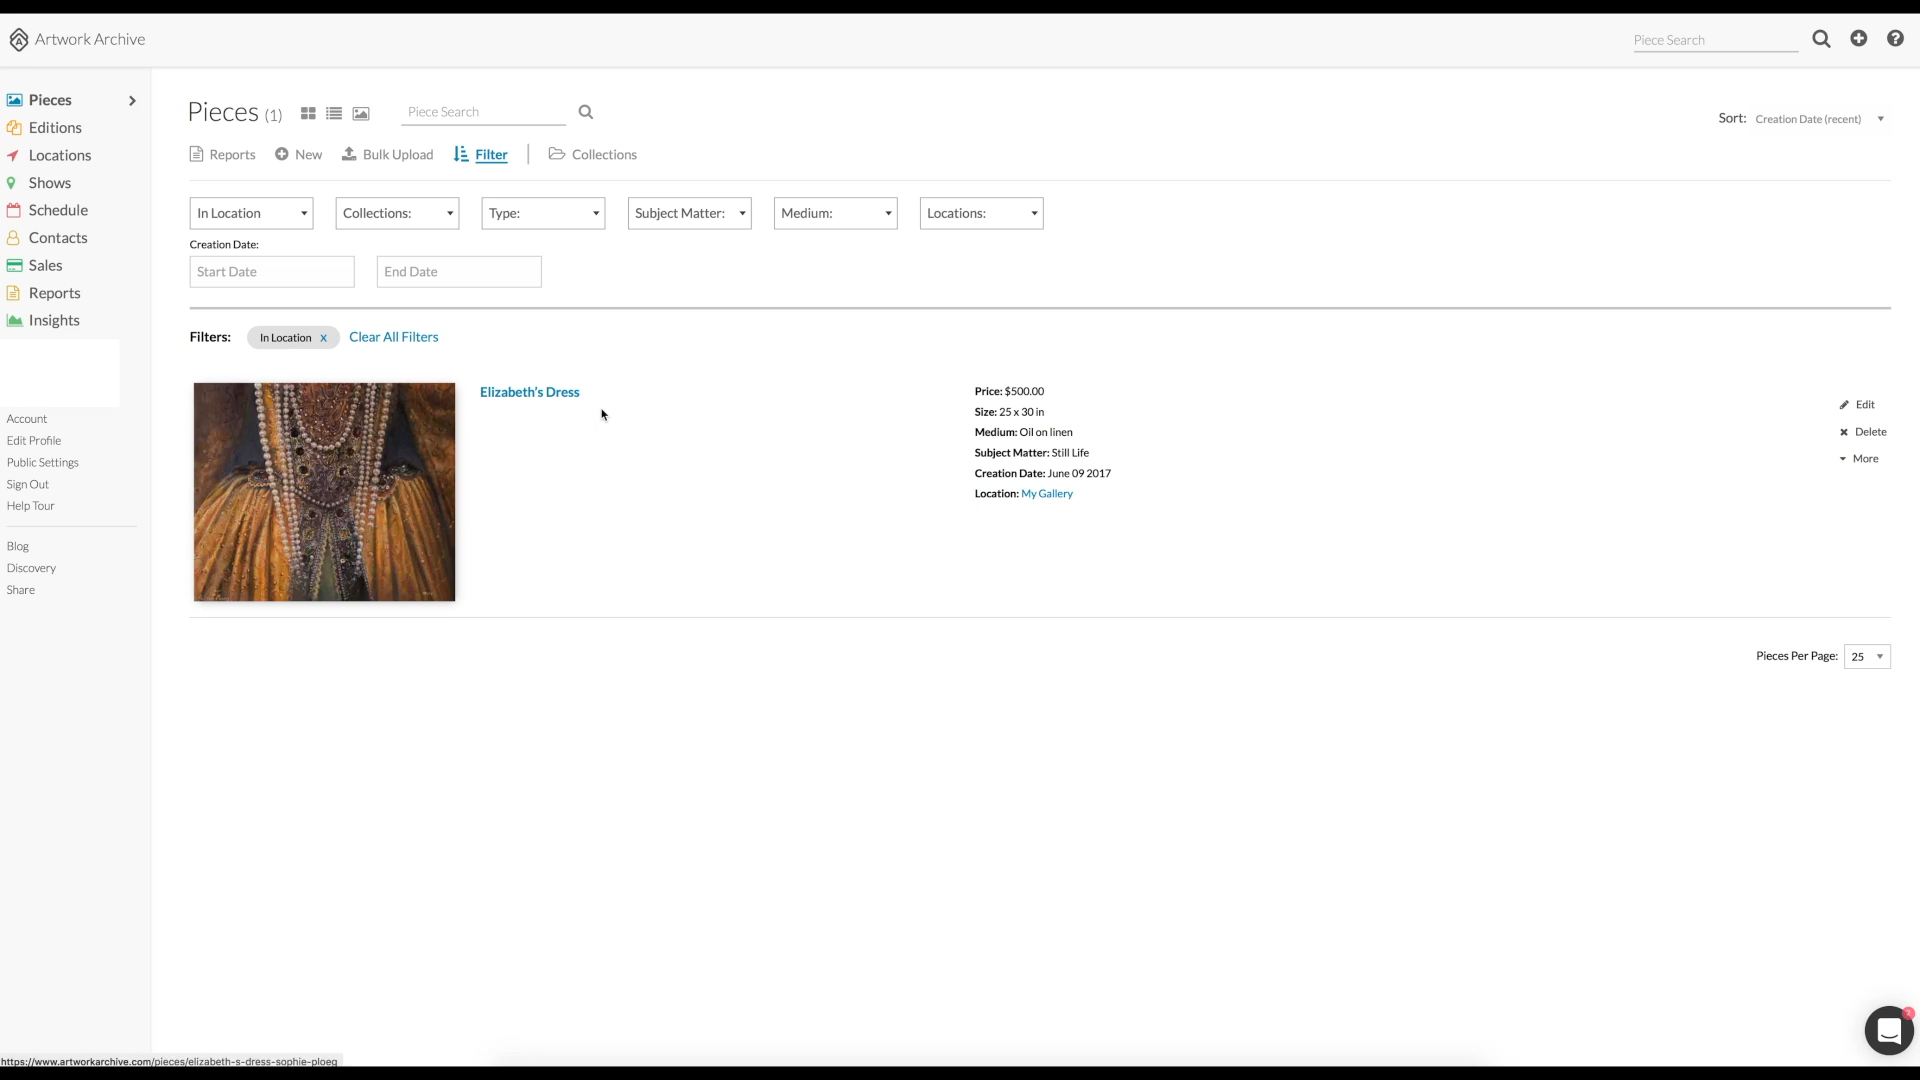 Artwork Archive
Piece Search
Pieces
Editions
Locations
Shows
Schedule
Contacts
Sales
Reports
Insights
Account
Edit Profile
Public Settings
Sign Out
Help Tour
Blog
Discovery
Share
Pieces (1)
Piece Search
Sort: Creation Date (recent)
Reports New Bulk Upload Filter Collections
In Location Collections: Type: Subject Matter: Medium: Locations:
Creation Date:
Start Date End Date
Filters: In Location x Clear All Filters
Elizabeth’s Dress
Price: $500.00
Size: 25 x 30 in
Medium: Oil on linen
Subject Matter: Still Life
Creation Date: June 09 2017
Location: My Gallery
Edit
Delete
More
Pieces Per Page: 25
https://www.artworkarchive.com/pieces/elizabeth-s-dress-sophie-ploeg